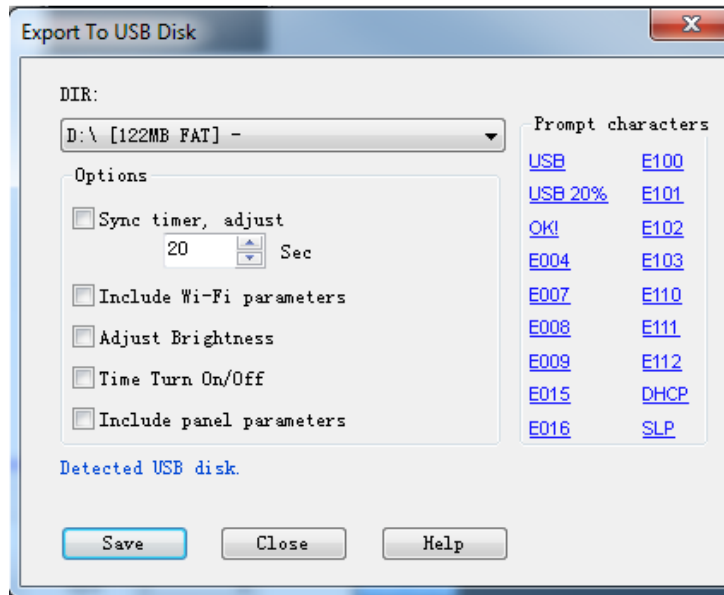 Export To USB Disk
DIR:
D:\ [122MB FAT] -
Options
Sync timer, adjust
20 Sec
Include Wi-Fi parameters
Adjust Brightness
Time Turn On/Off
Include panel parameters
Prompt characters
USB E100
USB 20% E101
OK! E102
E004 E103
E007 E110
E008 E111
E009 E112
E015 DHCP
E016 SLP
Detected USB disk.
Save Close Help